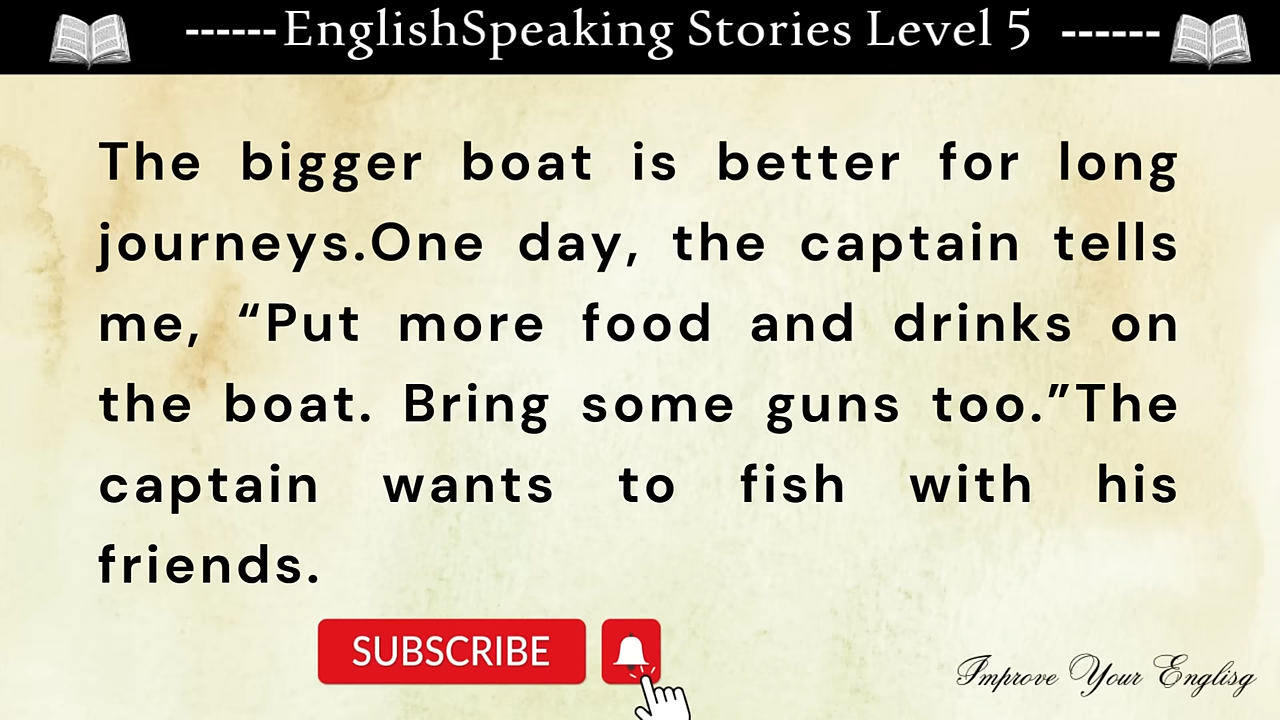 ------EnglishSpeaking Stories Level 5 ------
The bigger boat is better for long
journeys.One day, the captain tells
me, “Put more food and drinks on
the boat. Bring some guns too.”The
captain wants to fish with his
friends.
SUBSCRIBE
Improve Your Englisg